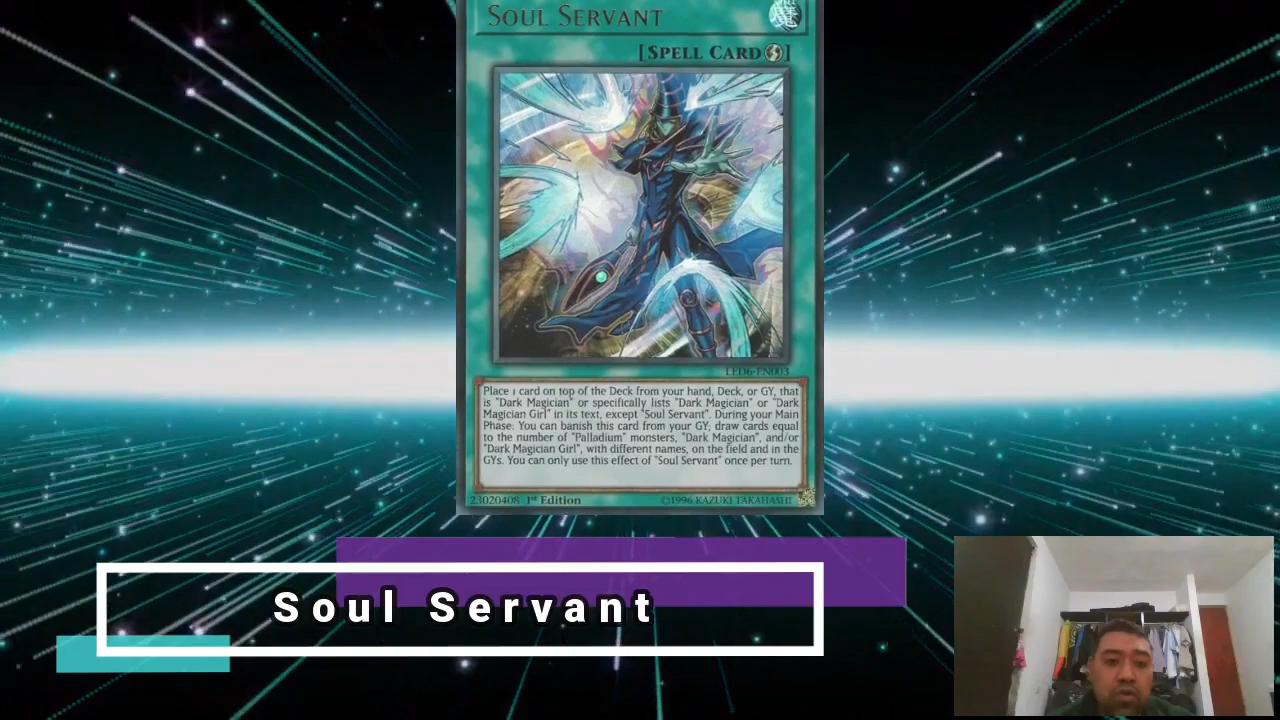 SOUL SERVANT
魔
[SPELL CARD]
LED6-EN003
Place 1 card on top of the Deck from your hand, Deck, or GY, that
is "Dark Magician" or specifically lists "Dark Magician" or "Dark
Magician Girl" in its text, except "Soul Servant". During your Main
Phase: You can banish this card from your GY; draw cards equal
to the number of "Palladium" monsters, "Dark Magician", and/or
"Dark Magician Girl", with different names, on the field and in the
GYs. You can only use this effect of "Soul Servant" once per turn.
23020408 1st Edition ©1996 KAZUKI TAKAHASHI
Soul Servant